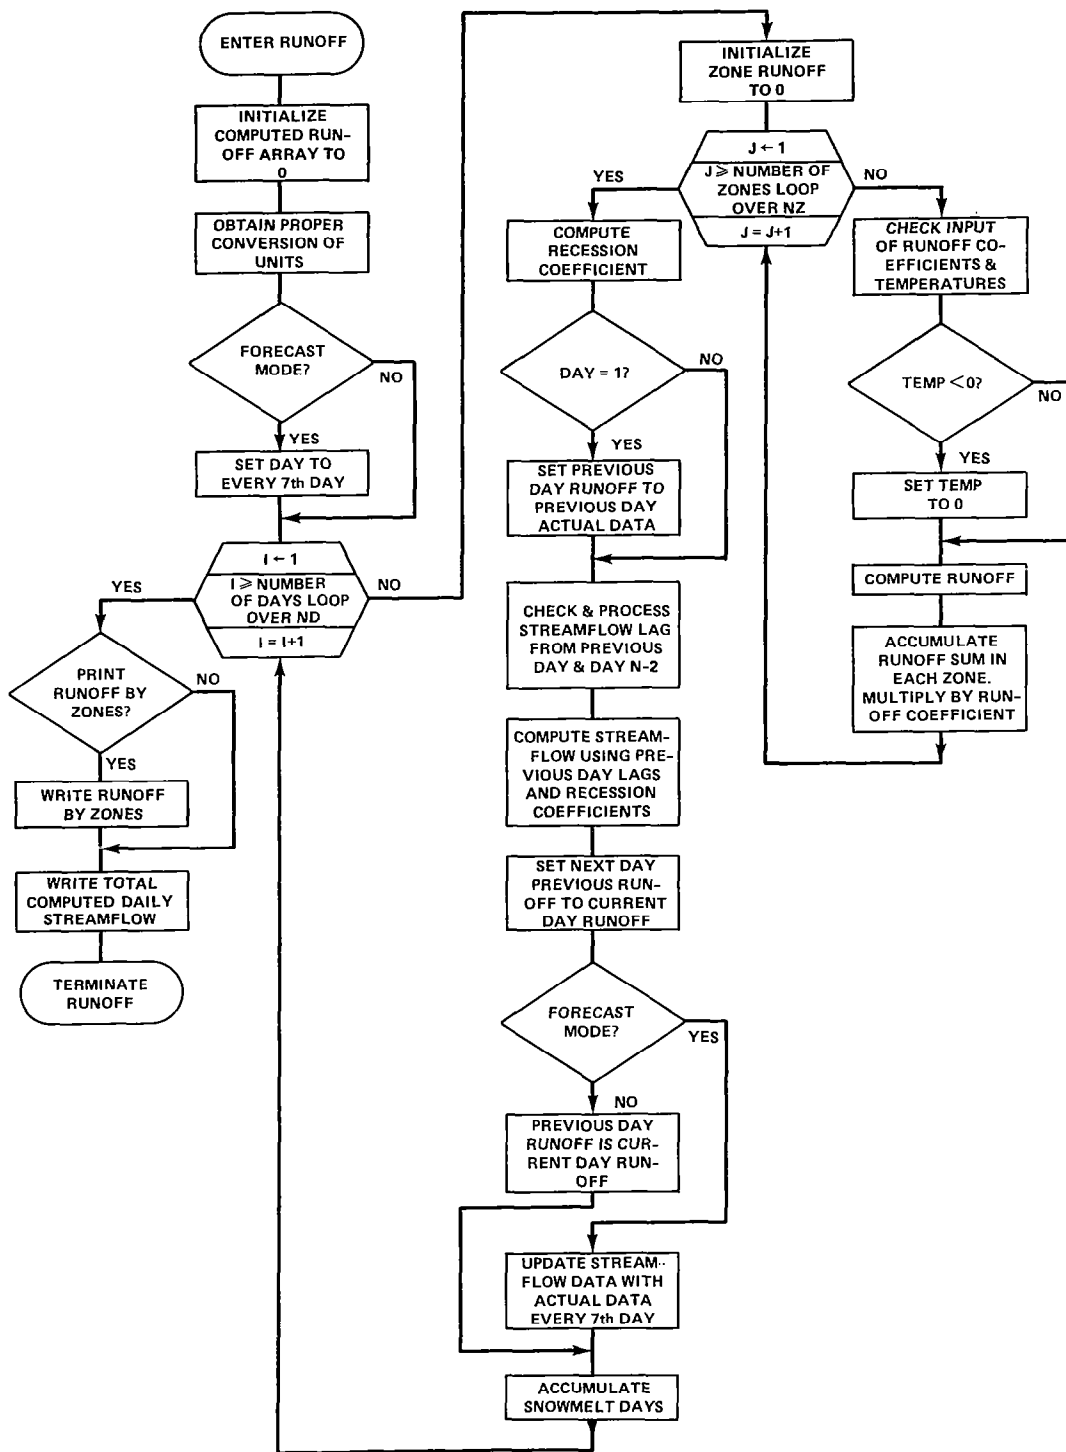 ENTER RUNOFF
INITIALIZE
COMPUTED RUN-
OFF ARRAY TO
0
OBTAIN PROPER
CONVERSION OF
UNITS
FORECAST
MODE?
NO
YES
SET DAY TO
EVERY 7th DAY
I ← 1
I ⩾ NUMBER
OF DAYS LOOP
OVER ND
I = I+1
YES
NO
PRINT
RUNOFF BY
ZONES?
NO
YES
WRITE RUNOFF
BY ZONES
WRITE TOTAL
COMPUTED DAILY
STREAMFLOW
TERMINATE
RUNOFF
INITIALIZE
ZONE RUNOFF
TO 0
J ← 1
J ⩾ NUMBER OF
ZONES LOOP
OVER NZ
J = J+1
YES
NO
COMPUTE
RECESSION
COEFFICIENT
DAY = 1?
NO
YES
SET PREVIOUS
DAY RUNOFF TO
PREVIOUS DAY
ACTUAL DATA
CHECK & PROCESS
STREAMFLOW LAG
FROM PREVIOUS
DAY & DAY N-2
COMPUTE STREAM-
FLOW USING PRE-
VIOUS DAY LAGS
AND RECESSION
COEFFICIENTS
SET NEXT DAY
PREVIOUS RUN-
OFF TO CURRENT
DAY RUNOFF
FORECAST
MODE?
YES
NO
PREVIOUS DAY
RUNOFF IS CUR-
RENT DAY RUN-
OFF
UPDATE STREAM-
FLOW DATA WITH
ACTUAL DATA
EVERY 7th DAY
ACCUMULATE
SNOWMELT DAYS
CHECK INPUT
OF RUNOFF CO-
EFFICIENTS &
TEMPERATURES
TEMP < 0?
NO
YES
SET TEMP
TO 0
COMPUTE RUNOFF
ACCUMULATE
RUNOFF SUM IN
EACH ZONE.
MULTIPLY BY RUN-
OFF COEFFICIENT